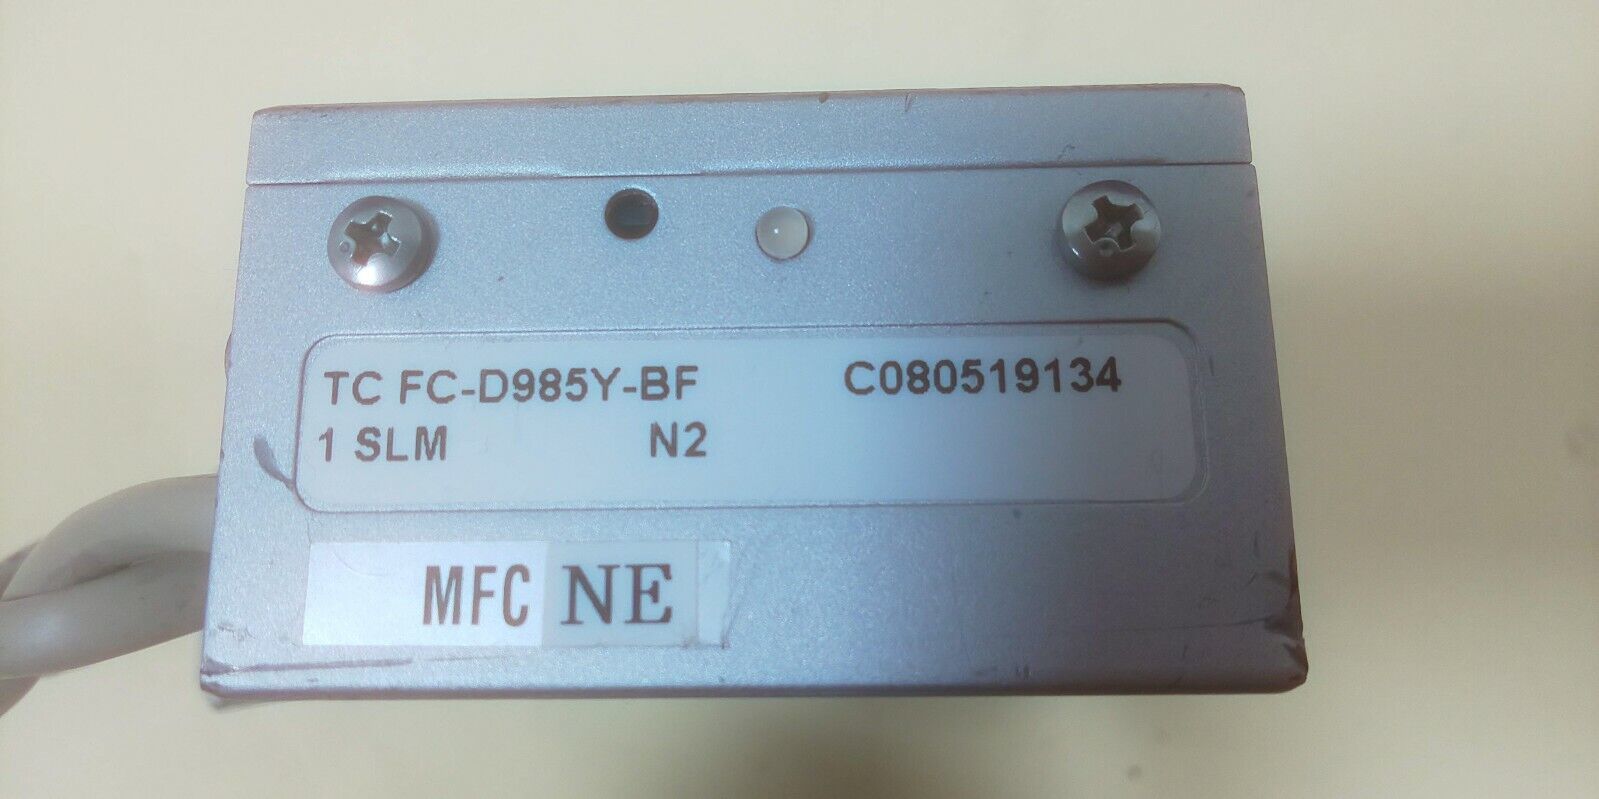 TC FC-D985Y-BF C080519134
1 SLM N2
MFC NE